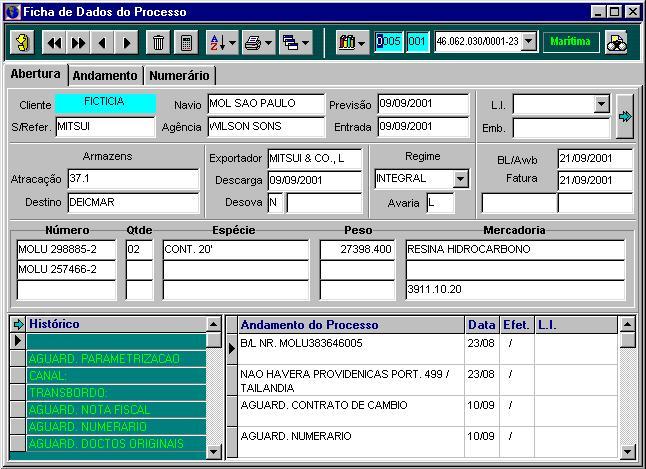 Ficha de Dados do Processo
0005 001 46.062.030/0001-23 Marítima
Abertura Andamento Numerário
Cliente FICTICIA Navio MOL SAO PAULO Previsão 09/09/2001 L.I.
S/Refer. MITSUI Agência WILSON SONS Entrada 09/09/2001 Emb.
Armazens Exportador MITSUI & CO., L Regime BL/Awb 21/09/2001
Atracação 37.1 Descarga 09/09/2001 INTEGRAL Fatura 21/09/2001
Destino DEICMAR Desova N Avaria L
Número Qtde Espécie Peso Mercadoria
MOLU 298885-2 02 CONT. 20' 27398.400 RESINA HIDROCARBONO
MOLU 257466-2
3911.10.20
Histórico
AGUARD. PARAMETRIZACAO
CANAL:
TRANSBORDO:
AGUARD. NOTA FISCAL
AGUARD. NUMERARIO
AGUARD. DOCTOS ORIGINAIS
Andamento do Processo Data Efet. L.I.
B/L NR. MOLU383646005 23/08 /
NAO HAVERA PROVIDENICAS PORT. 499 / 23/08 /
TAILANDIA
AGUARD. CONTRATO DE CAMBIO 10/09 /
AGUARD. NUMERARIO 10/09 /